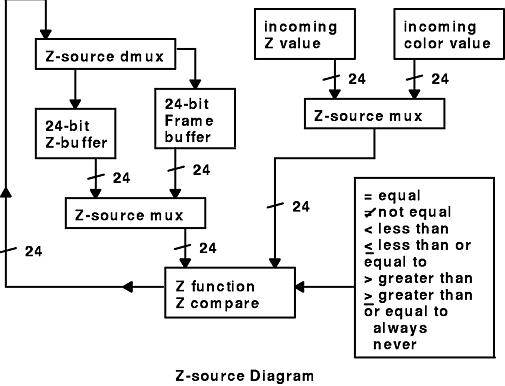 incoming
Z value
incoming
color value
Z-source dmux
24
24
24-bit
Z-buffer
24-bit
Frame
buffer
Z-source mux
24
24
Z-source mux
24
24
24
Z function
Z compare
= equal
≠ not equal
< less than
≤ less than or
equal to
> greater than
≥ greater than
or equal to
always
never
Z-source Diagram